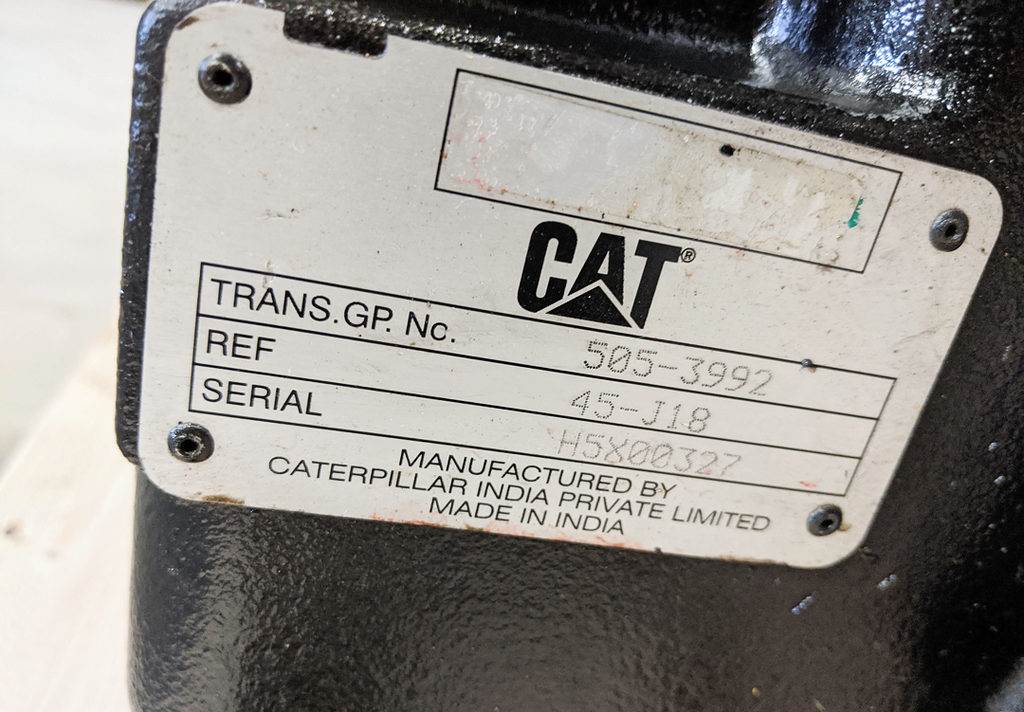 CAT®
TRANS.GP. No. 505-3992
REF 45-J18
SERIAL H5X00327
MANUFACTURED BY
CATERPILLAR INDIA PRIVATE LIMITED
MADE IN INDIA